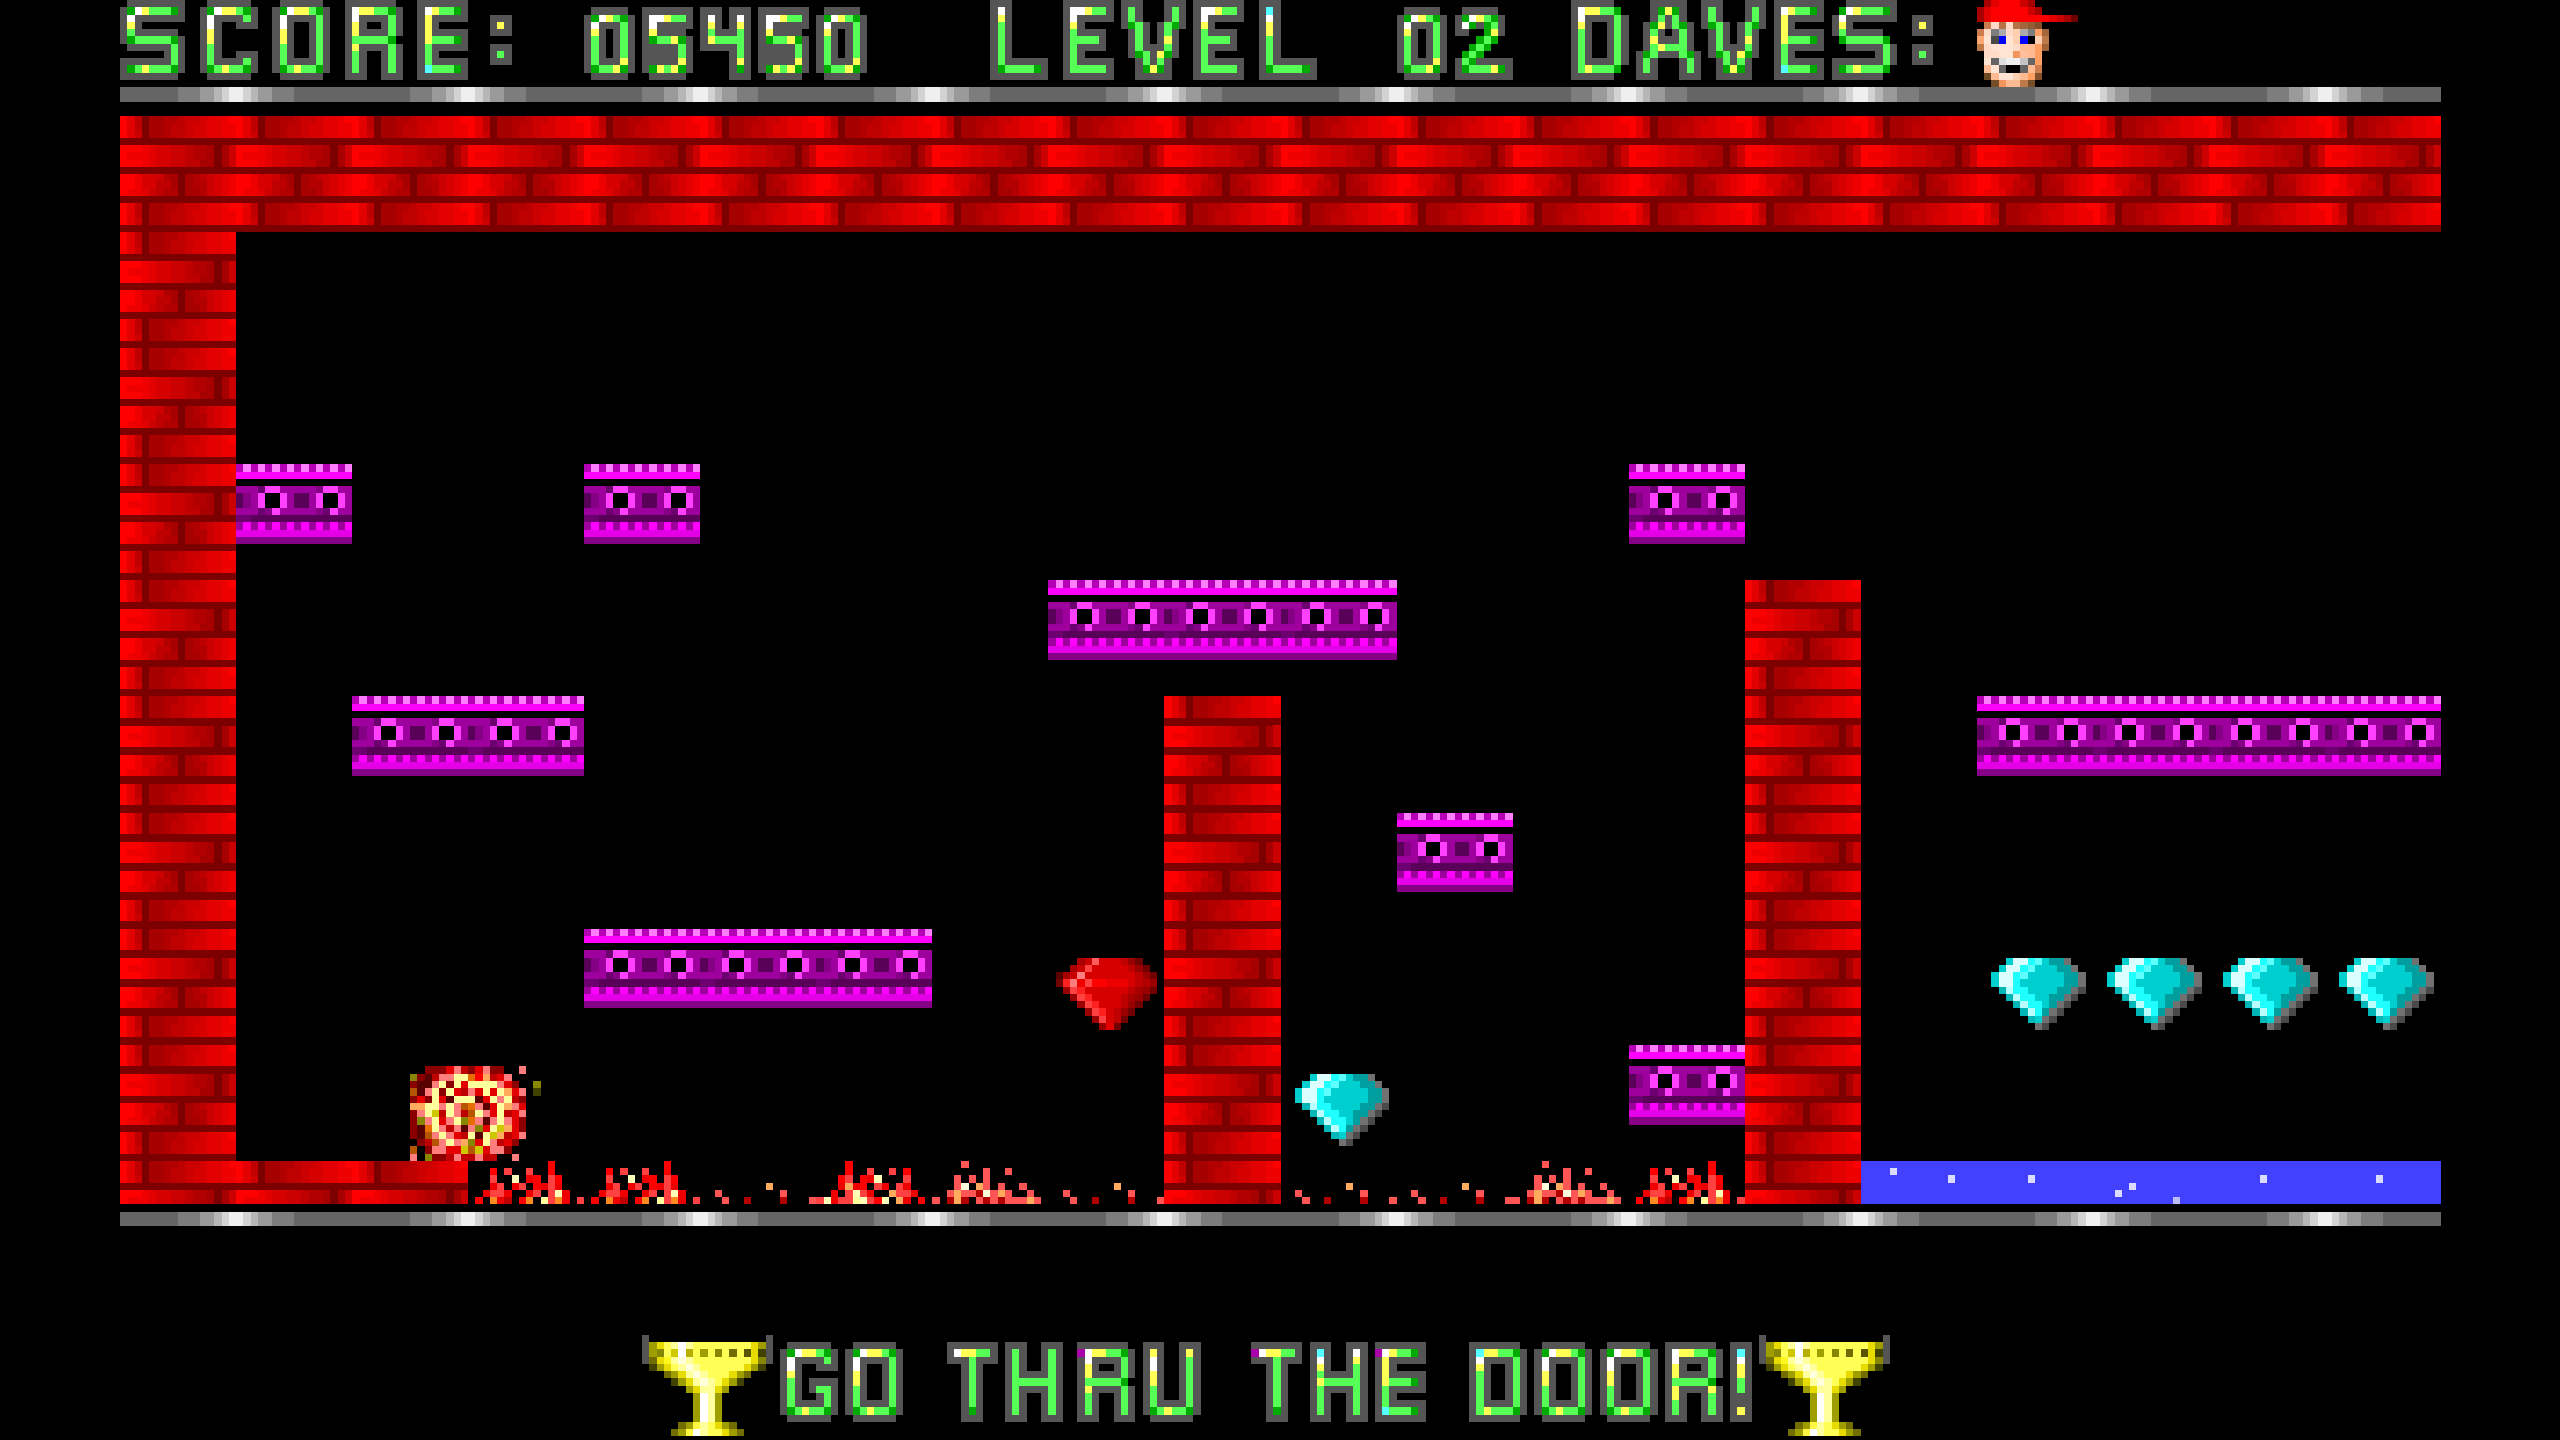 SCORE: 05450 LEVEL 02 DAVES:
GO THRU THE DOOR!